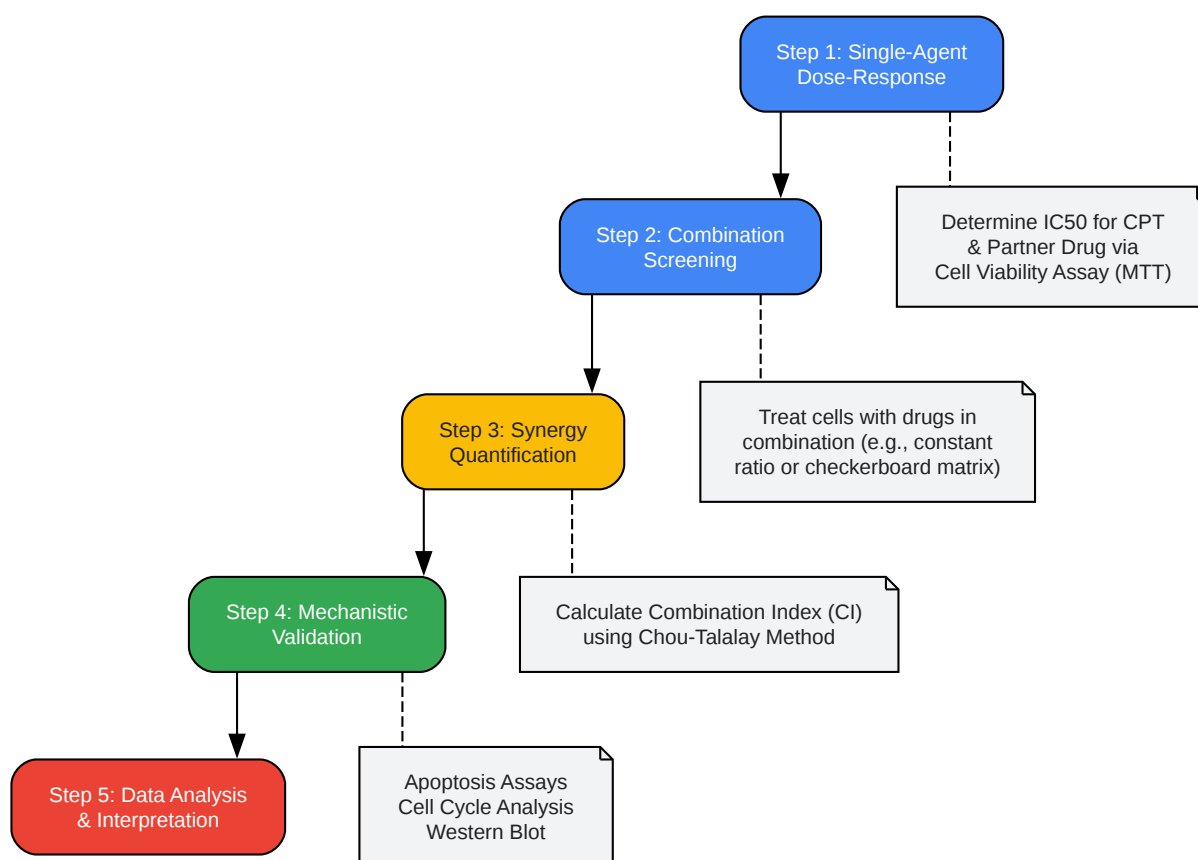 Step 1: Single-Agent
Dose-Response
Determine IC50 for CPT
& Partner Drug via
Cell Viability Assay (MTT)
Step 2: Combination
Screening
Treat cells with drugs in
combination (e.g., constant
ratio or checkerboard matrix)
Step 3: Synergy
Quantification
Calculate Combination Index (CI)
using Chou-Talalay Method
Step 4: Mechanistic
Validation
Apoptosis Assays
Cell Cycle Analysis
Western Blot
Step 5: Data Analysis
& Interpretation